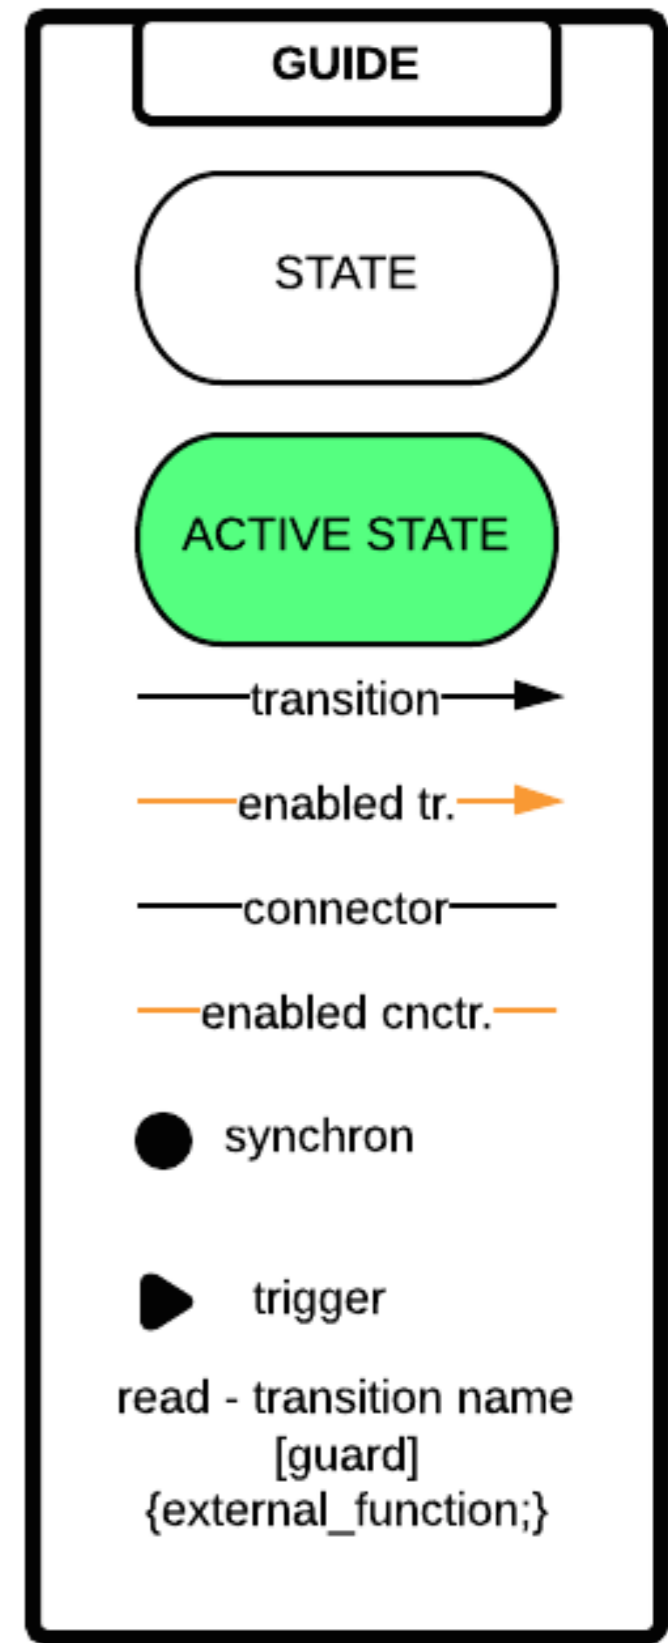 GUIDE
STATE
ACTIVE STATE
transition
enabled tr.
connector
enabled cnctr.
synchron
trigger
read - transition name
[guard]
{external_function;}